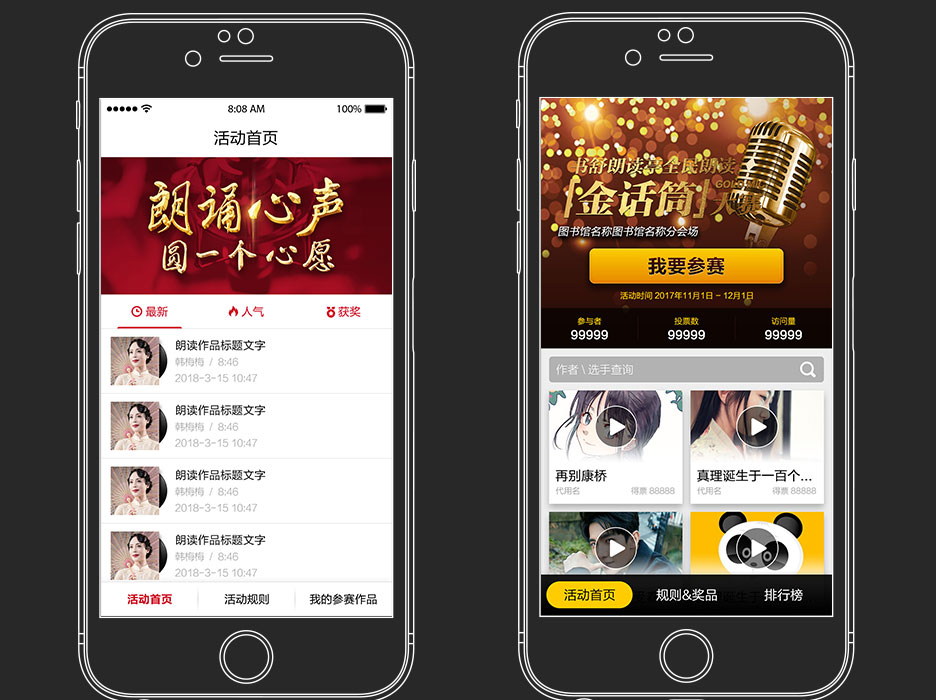 8:08 AM
100%
活动首页
朗诵心声
圆一个心愿
最新
人气
获奖
朗读作品标题文字
韩梅梅 / 8:46
2018-3-15 10:47
朗读作品标题文字
韩梅梅 / 8:46
2018-3-15 10:47
朗读作品标题文字
韩梅梅 / 8:46
2018-3-15 10:47
朗读作品标题文字
韩梅梅 / 8:46
2018-3-15 10:47
活动首页
活动规则
我的参赛作品
书舒朗读亭全民朗读
金话筒
大赛
图书馆名称图书馆名称分会场
我要参赛
活动时间 2017年11月1日 – 12月1日
参与者
99999
投票数
99999
访问量
99999
作者 \ 选手查询
再别康桥
代用名
得票 88888
真理诞生于一百个...
代用名
得票 88888
活动首页
规则&奖品
排行榜